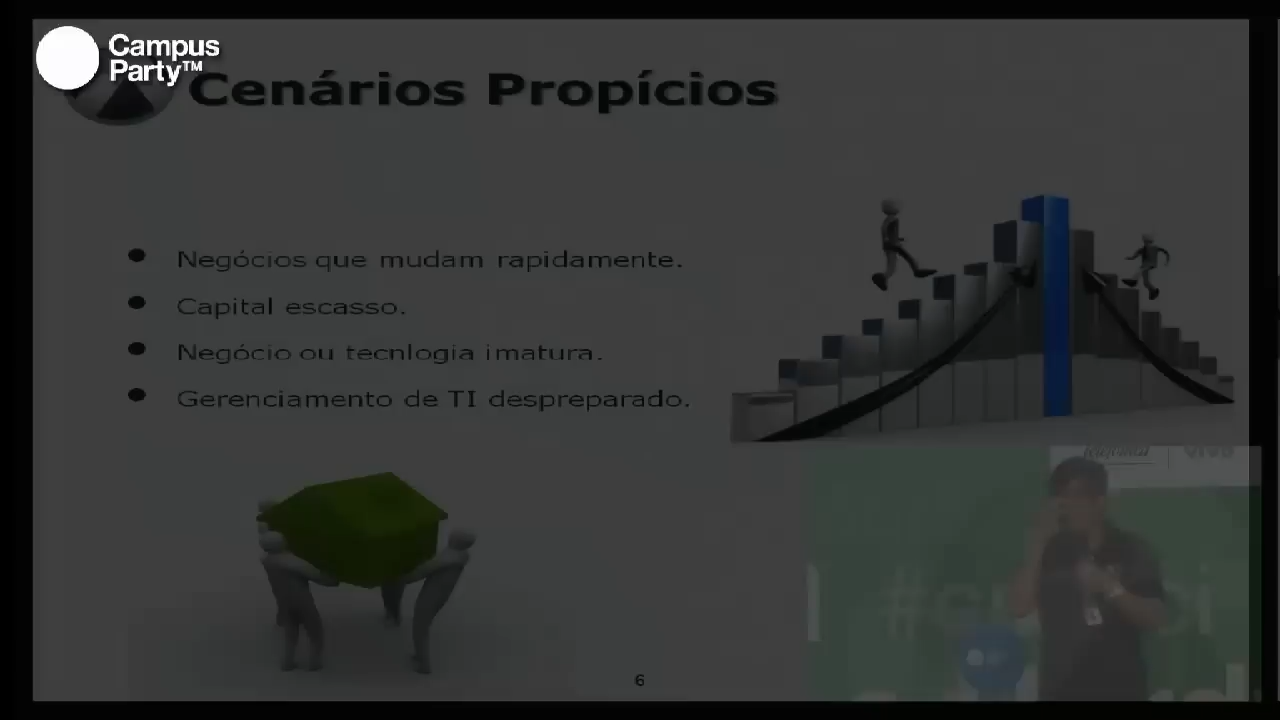 Campus
Party™
Cenários Propícios
Negócios que mudam rapidamente.
Capital escasso.
Negócio ou tecnlogia imatura.
Gerenciamento de TI despreparado.
6